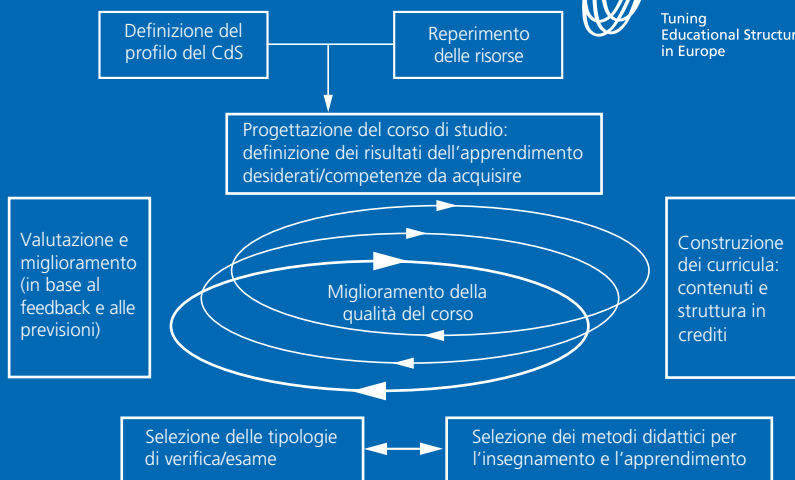 Definizione del
profilo del CdS
Reperimento
delle risorse
Tuning
Educational Structur
in Europe
Progettazione del corso di studio:
definizione dei risultati dell’apprendimento
desiderati/competenze da acquisire
Valutazione e
miglioramento
(in base al
feedback e alle
previsioni)
Miglioramento della
qualità del corso
Construzione
dei curricula:
contenuti e
struttura in
crediti
Selezione delle tipologie
di verifica/esame
Selezione dei metodi didattici per
l’insegnamento e l’apprendimento